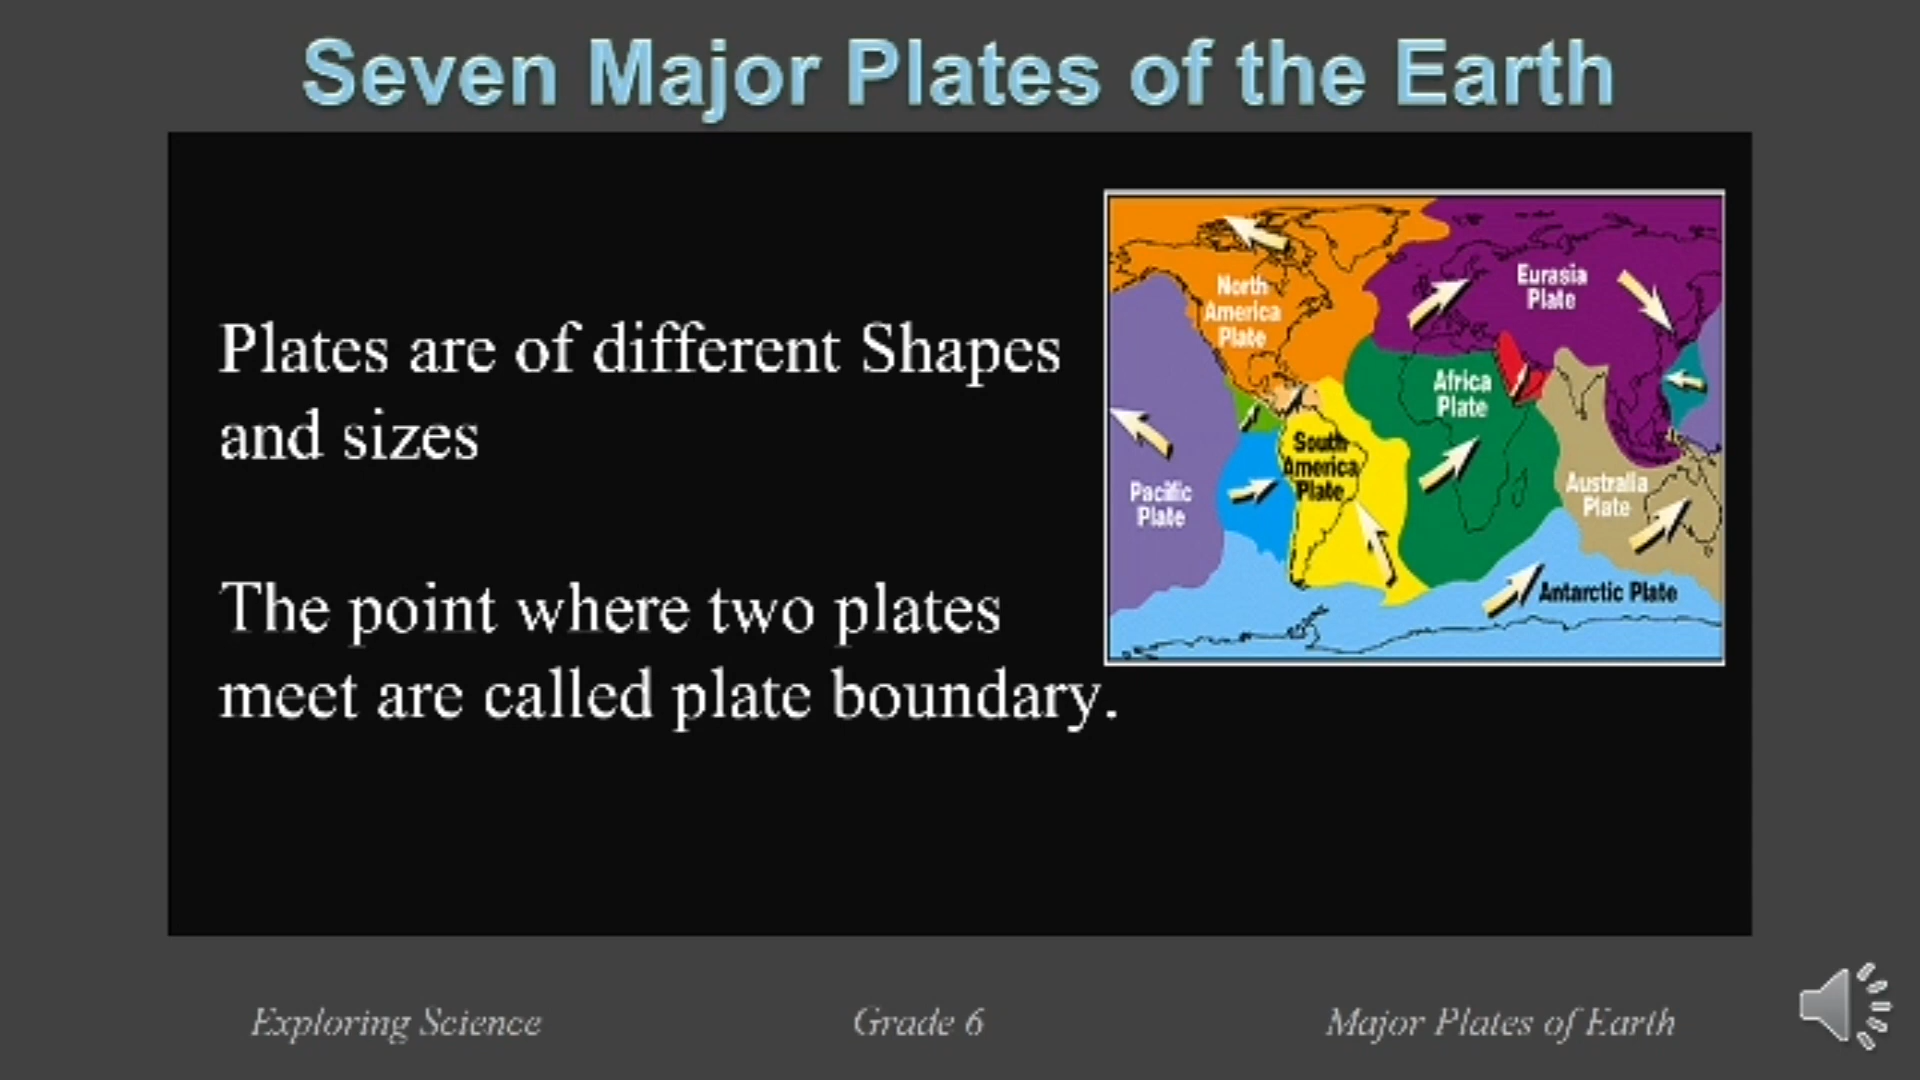 Seven Major Plates of the Earth
Plates are of different Shapes
and sizes
The point where two plates
meet are called plate boundary.
North
America
Plate
Eurasia
Plate
Africa
Plate
South
America
Plate
Pacific
Plate
Australia
Plate
Antarctic Plate
Exploring Science
Grade 6
Major Plates of Earth